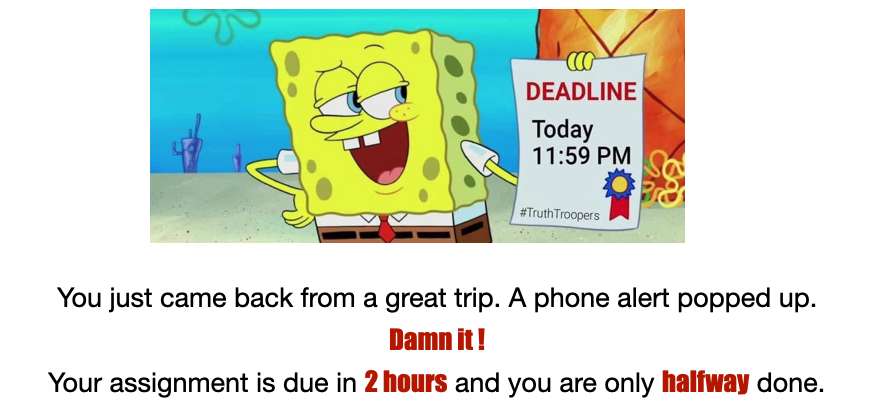 DEADLINE
Today
11:59 PM
#TruthTroopers
You just came back from a great trip. A phone alert popped up.
Damn it !
Your assignment is due in 2 hours and you are only halfway done.